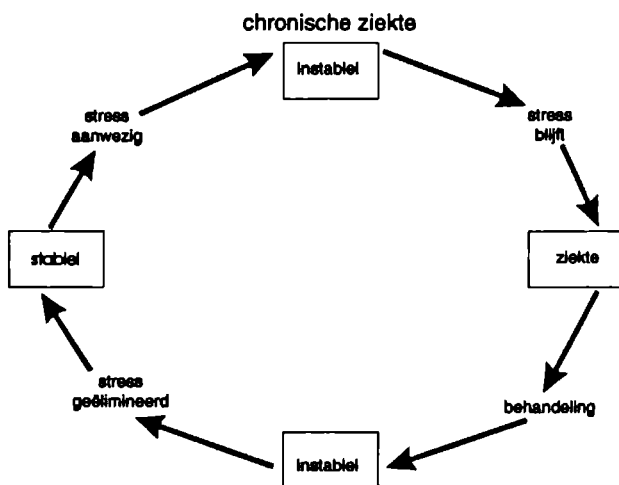 chronische ziekte
instabiel
stress
aanwezig
stress
blijft
stabiel
ziekte
stress
geëlimineerd
behandeling
instabiel